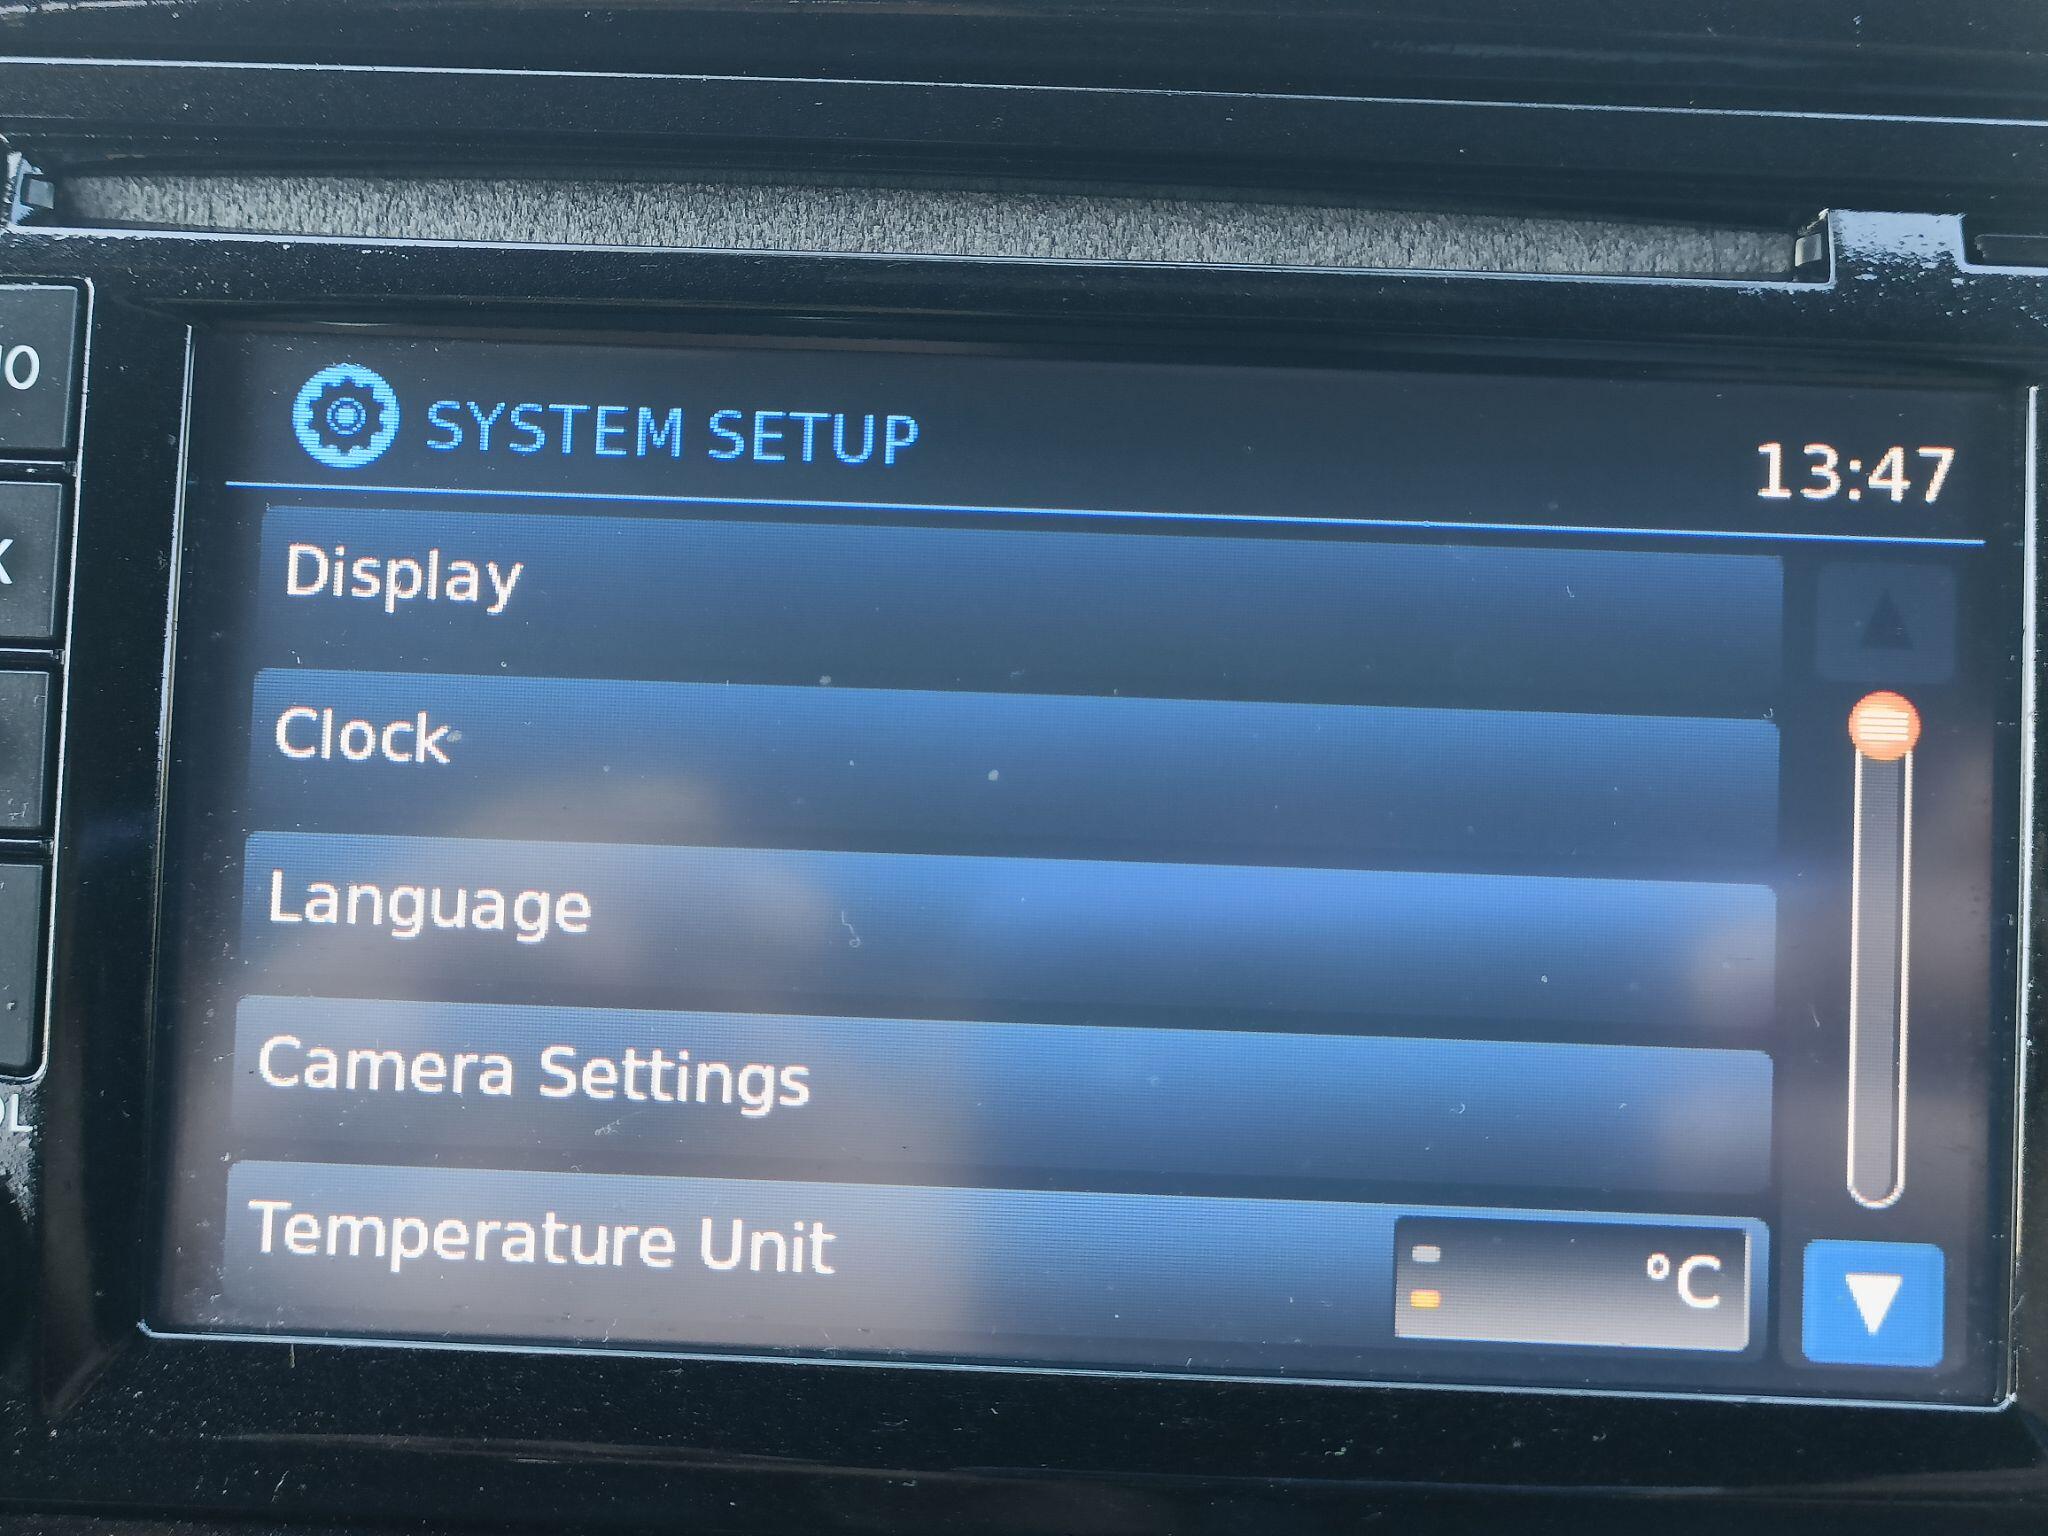 SYSTEM SETUP
13:47
Display
Clock
Language
Camera Settings
Temperature Unit
°C